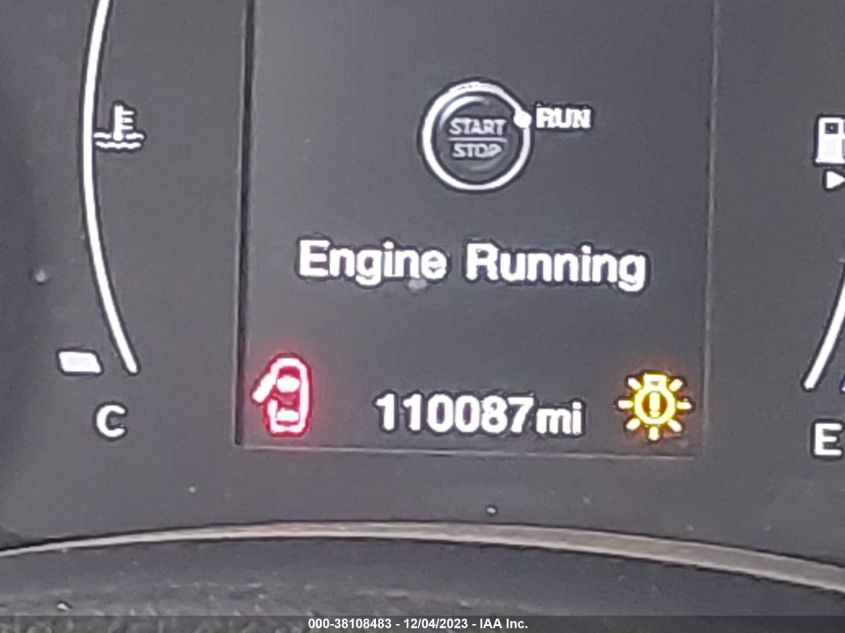 START
STOP
RUN
Engine Running
110087mi
C
E
000-38108483 - 12/04/2023 - IAA Inc.